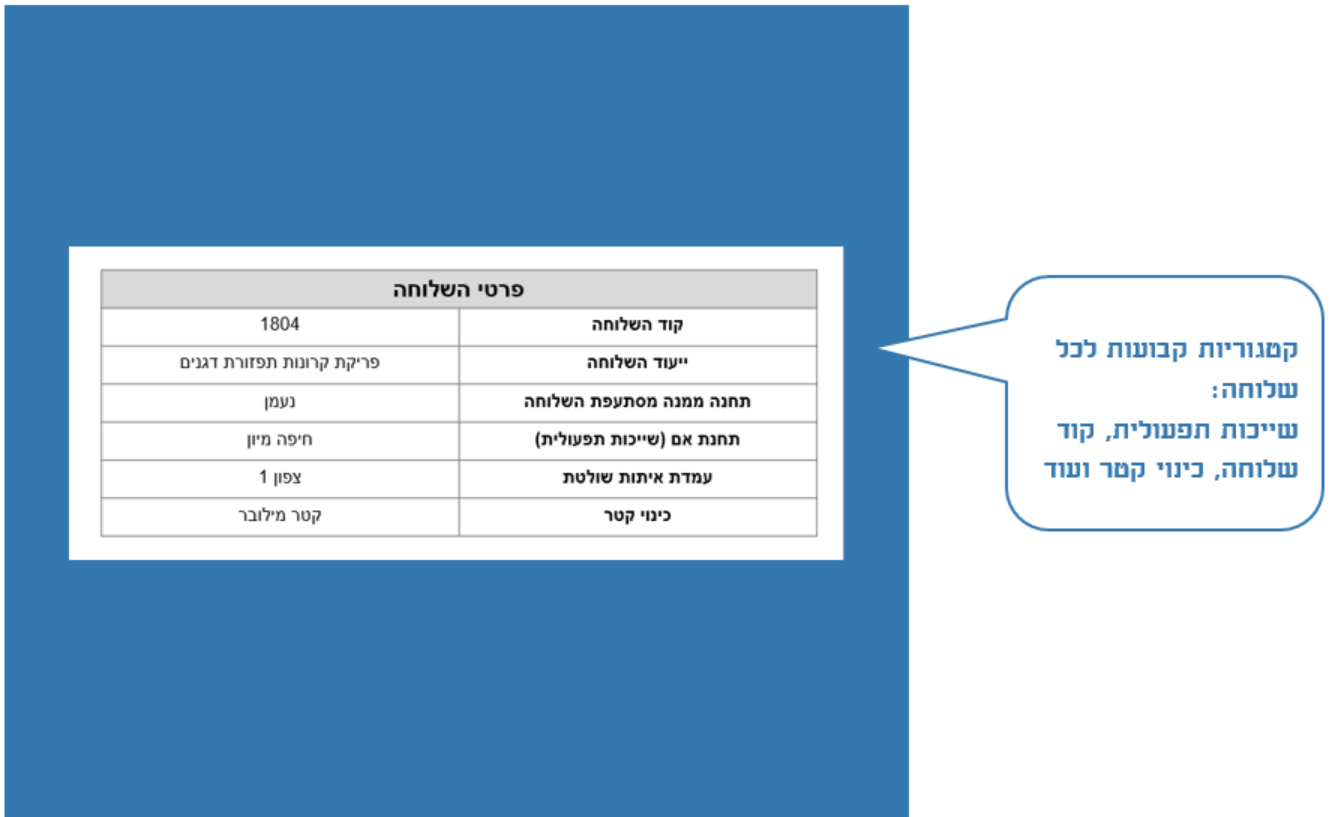 פרטי השלוחה
קוד השלוחה 1804
ייעוד השלוחה פריקת קרונות תפזורת דגנים
תחנה ממנה מסתעפת השלוחה נעמן
תחנת אם (שייכות תפעולית) חיפה מיון
עמדת איתות שולטת צפון 1
כינוי קטר קטר מילובר
קטגוריות קבועות לכל
שלוחה:
שייכות תפעולית, קוד
שלוחה, כינוי קטר ועוד